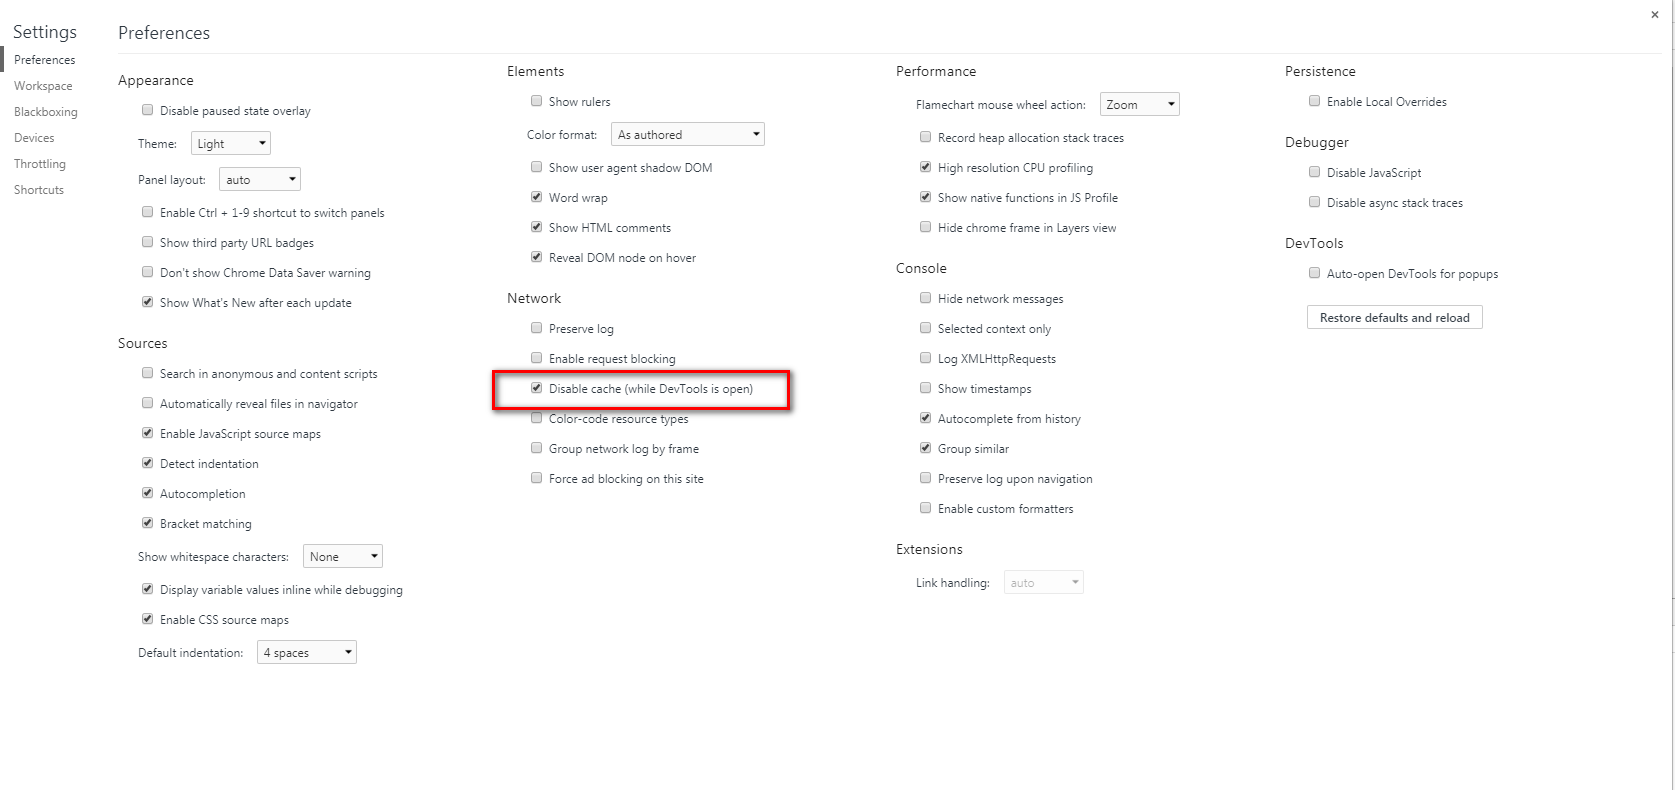 Settings
Preferences
Workspace
Blackboxing
Devices
Throttling
Shortcuts
Preferences
Appearance
Disable paused state overlay
Theme: Light
Panel layout: auto
Enable Ctrl + 1-9 shortcut to switch panels
Show third party URL badges
Don't show Chrome Data Saver warning
Show What's New after each update
Sources
Search in anonymous and content scripts
Automatically reveal files in navigator
Enable JavaScript source maps
Detect indentation
Autocompletion
Bracket matching
Show whitespace characters: None
Display variable values inline while debugging
Enable CSS source maps
Default indentation: 4 spaces
Elements
Show rulers
Color format: As authored
Show user agent shadow DOM
Word wrap
Show HTML comments
Reveal DOM node on hover
Network
Preserve log
Enable request blocking
Disable cache (while DevTools is open)
Color-code resource types
Group network log by frame
Force ad blocking on this site
Performance
Flamechart mouse wheel action: Zoom
Record heap allocation stack traces
High resolution CPU profiling
Show native functions in JS Profile
Hide chrome frame in Layers view
Console
Hide network messages
Selected context only
Log XMLHttpRequests
Show timestamps
Autocomplete from history
Group similar
Preserve log upon navigation
Enable custom formatters
Extensions
Link handling: auto
Persistence
Enable Local Overrides
Debugger
Disable JavaScript
Disable async stack traces
DevTools
Auto-open DevTools for popups
Restore defaults and reload